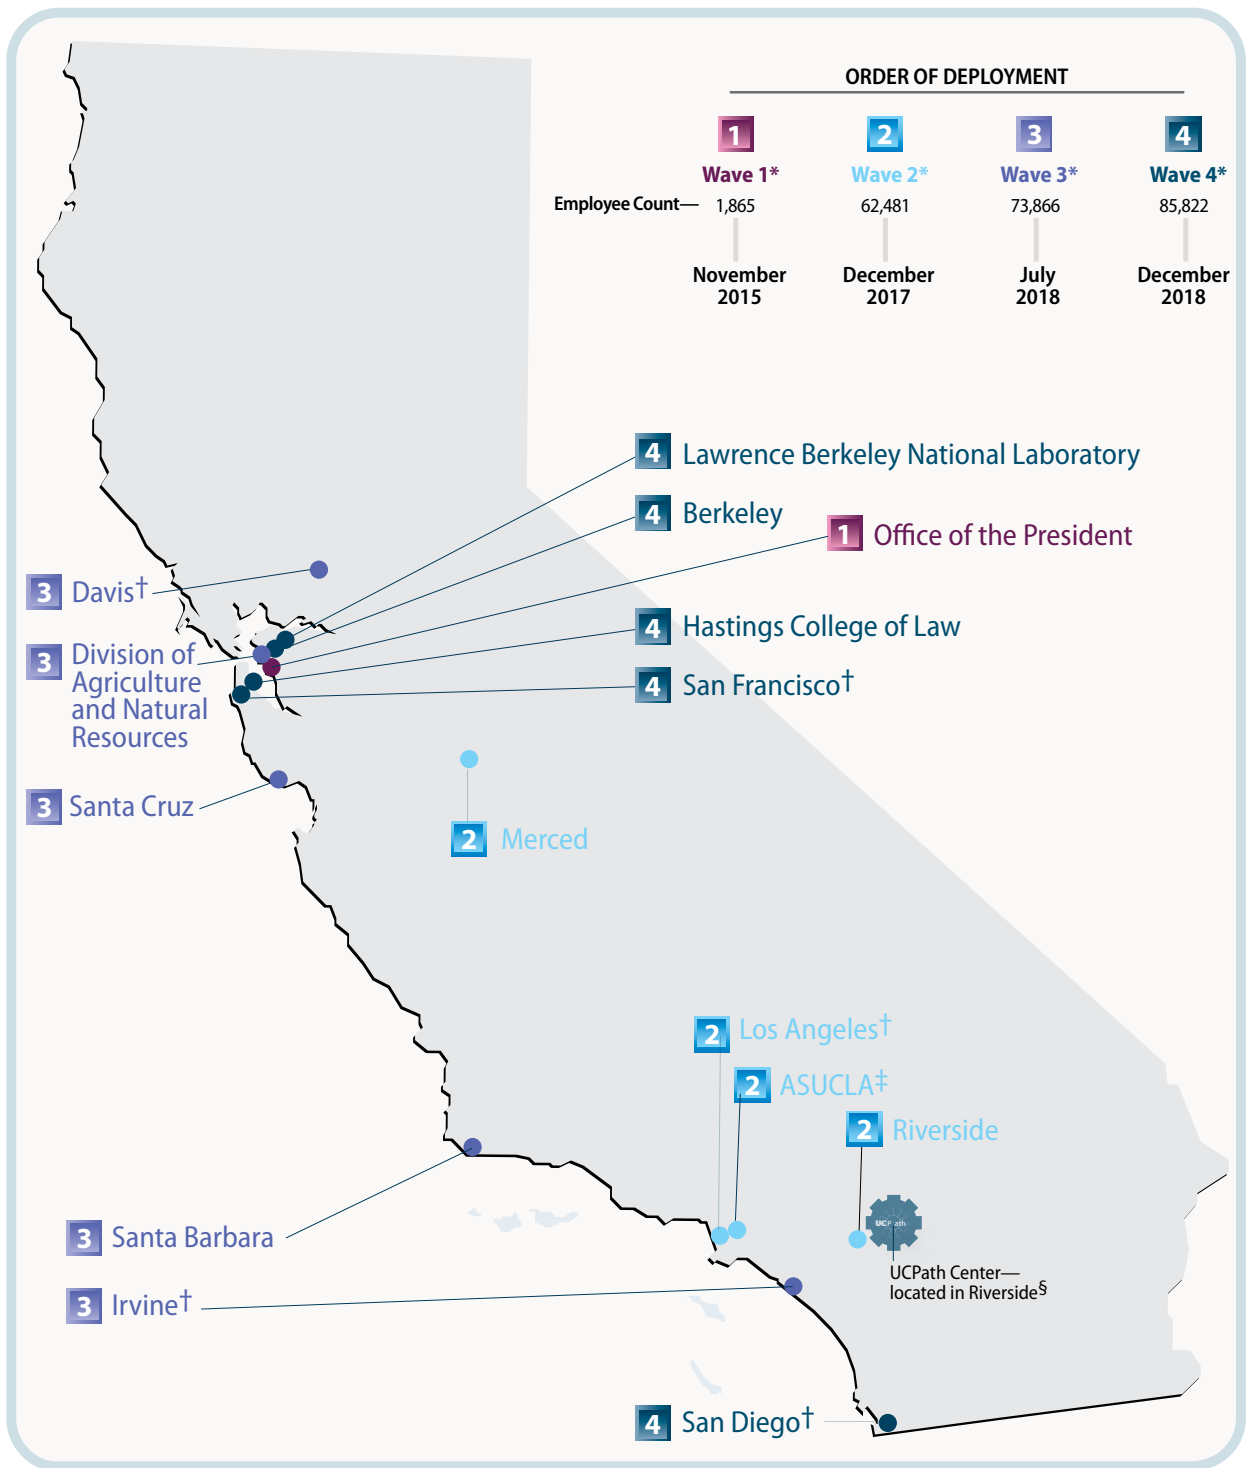 ORDER OF DEPLOYMENT
1 2 3 4
Wave 1* Wave 2* Wave 3* Wave 4*
Employee Count— 1,865 62,481 73,866 85,822
November 2015
December 2017
July 2018
December 2018
4 Lawrence Berkeley National Laboratory
4 Berkeley
1 Office of the President
3 Davis†
4 Hastings College of Law
3 Division of
Agriculture
and Natural
Resources
4 San Francisco†
3 Santa Cruz
2 Merced
2 Los Angeles†
2 ASUCLA‡
2 Riverside
UCPath
UCPath Center—
located in Riverside§
3 Santa Barbara
3 Irvine†
4 San Diego†